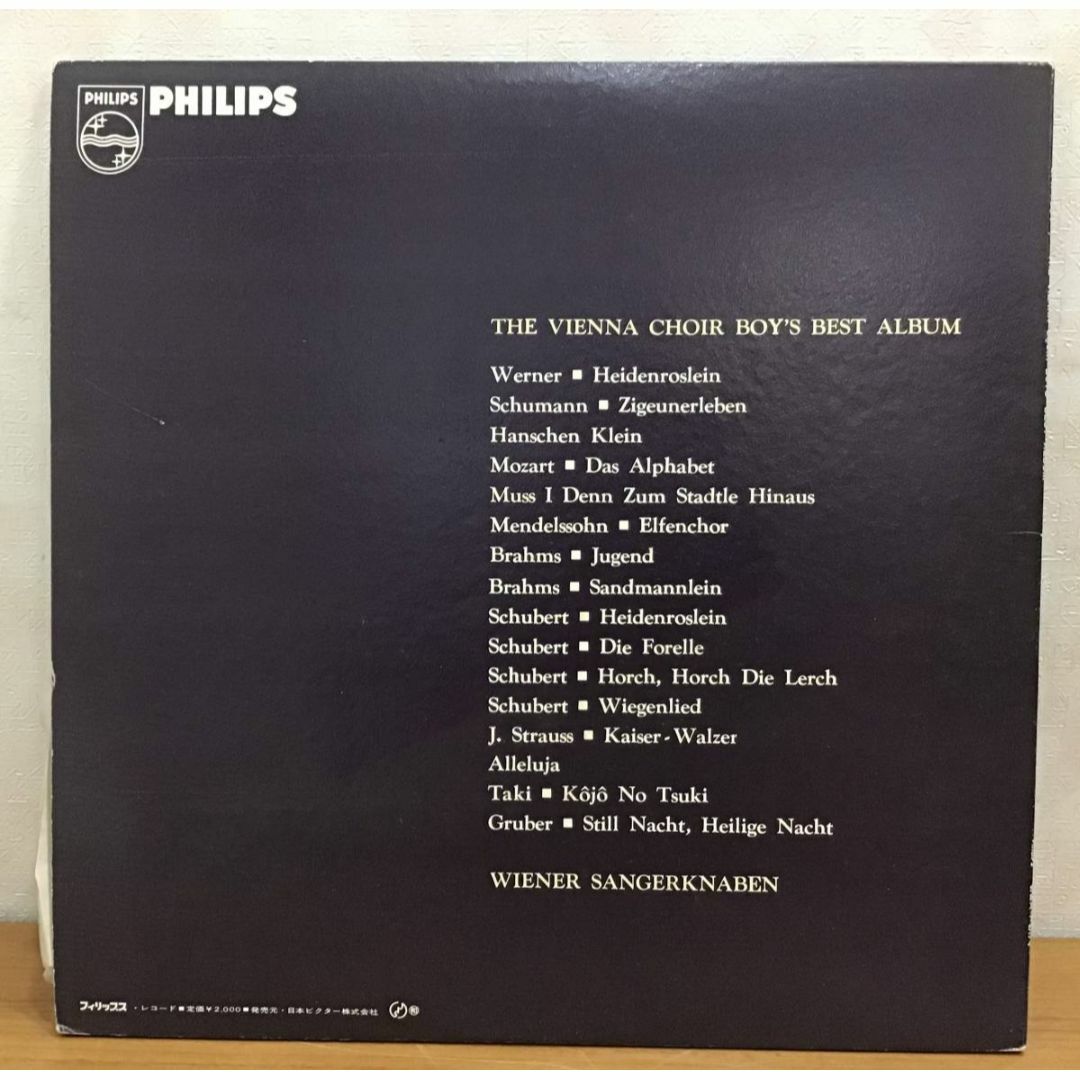 PHILIPS PHILIPS
THE VIENNA CHOIR BOY'S BEST ALBUM
Werner ■ Heidenroslein
Schumann ■ Zigeunerleben
Hanschen Klein
Mozart ■ Das Alphabet
Muss I Denn Zum Stadtle Hinaus
Mendelssohn ■ Elfenchor
Brahms ■ Jugend
Brahms ■ Sandmannlein
Schubert ■ Heidenroslein
Schubert ■ Die Forelle
Schubert ■ Horch, Horch Die Lerch
Schubert ■ Wiegenlied
J. Strauss ■ Kaiser-Walzer
Alleluja
Taki ■ Kôjô No Tsuki
Gruber ■ Still Nacht, Heilige Nacht
WIENER SANGERKNABEN
フィリップス・レコード■定価¥2,000■発売元・日本ビクター株式会社